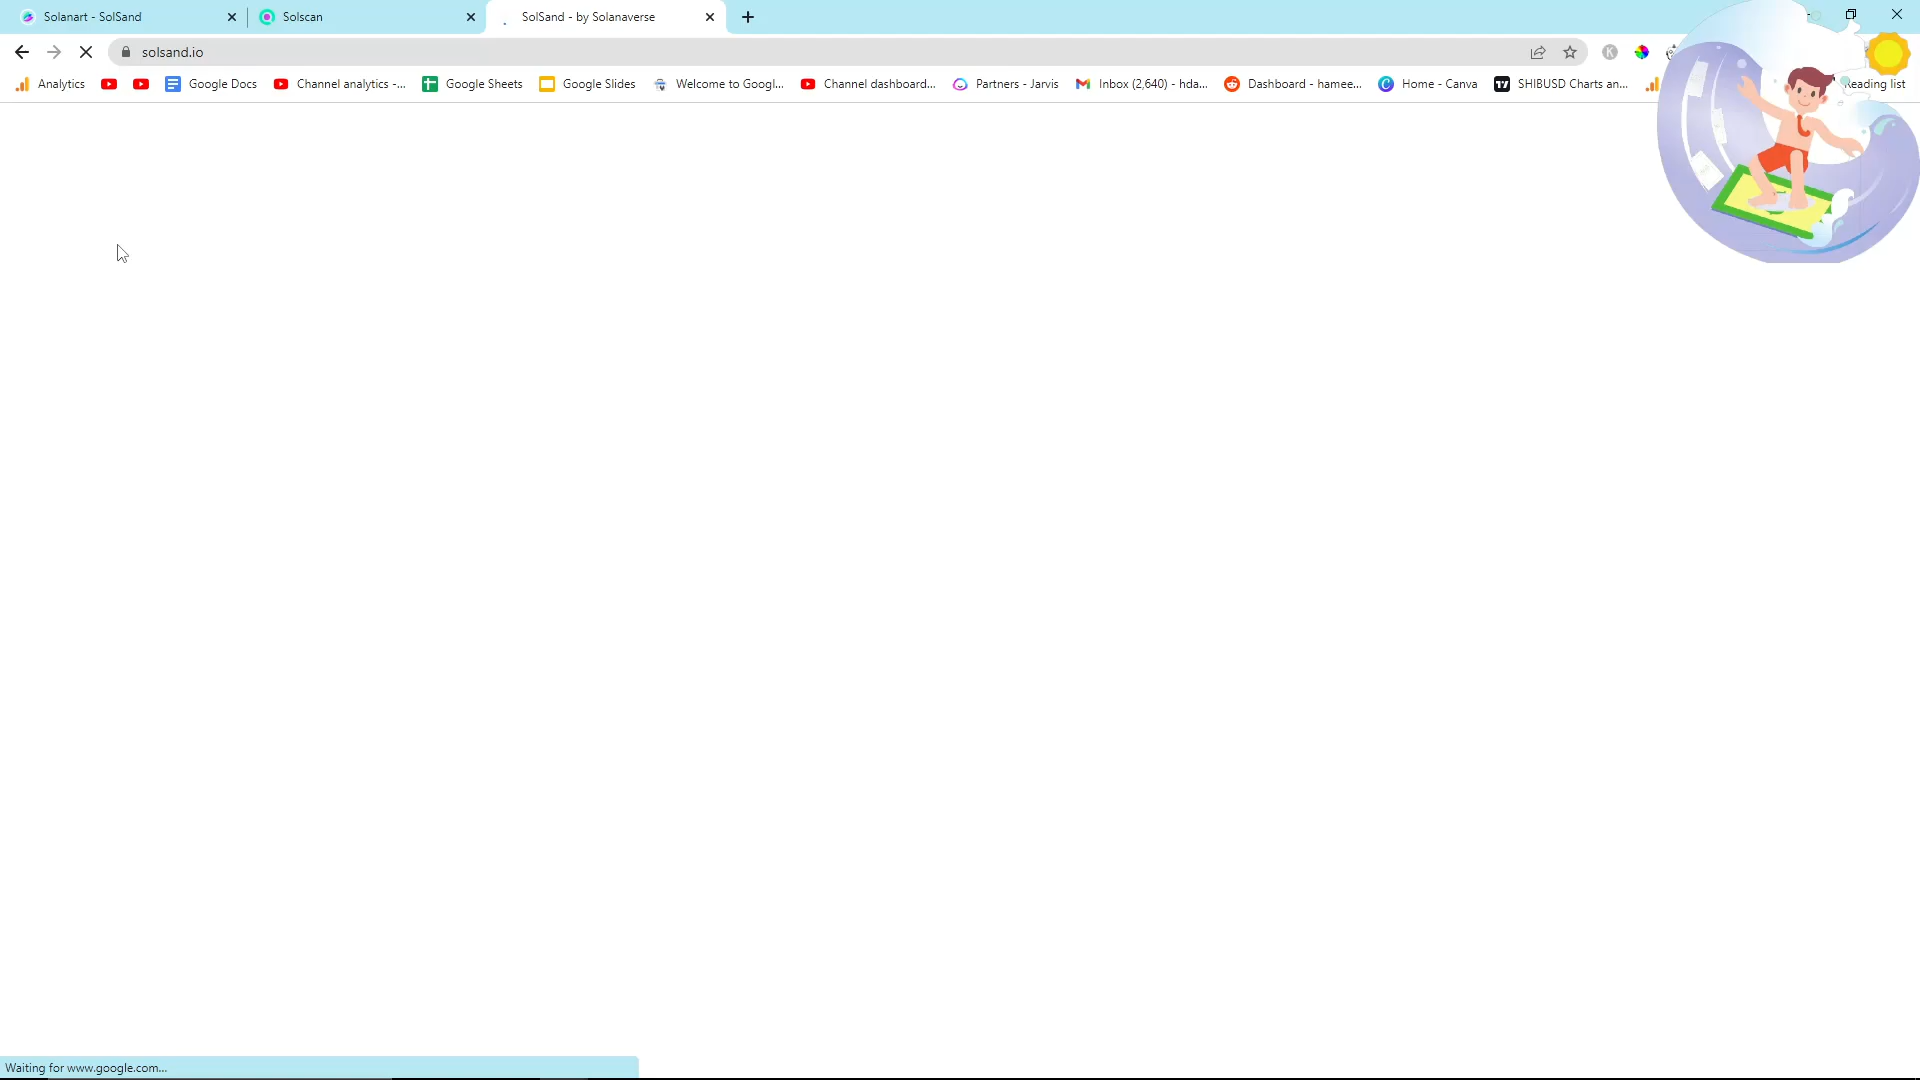 Solanart - SolSand
Solscan
SolSand - by Solanaverse
solsand.io
K
Analytics
Google Docs
Channel analytics -...
Google Sheets
Google Slides
Welcome to Googl...
Channel dashboard...
Partners - Jarvis
Inbox (2,640) - hda...
Dashboard - hamee...
Home - Canva
SHIBUSD Charts an...
Reading list
Waiting for www.google.com...